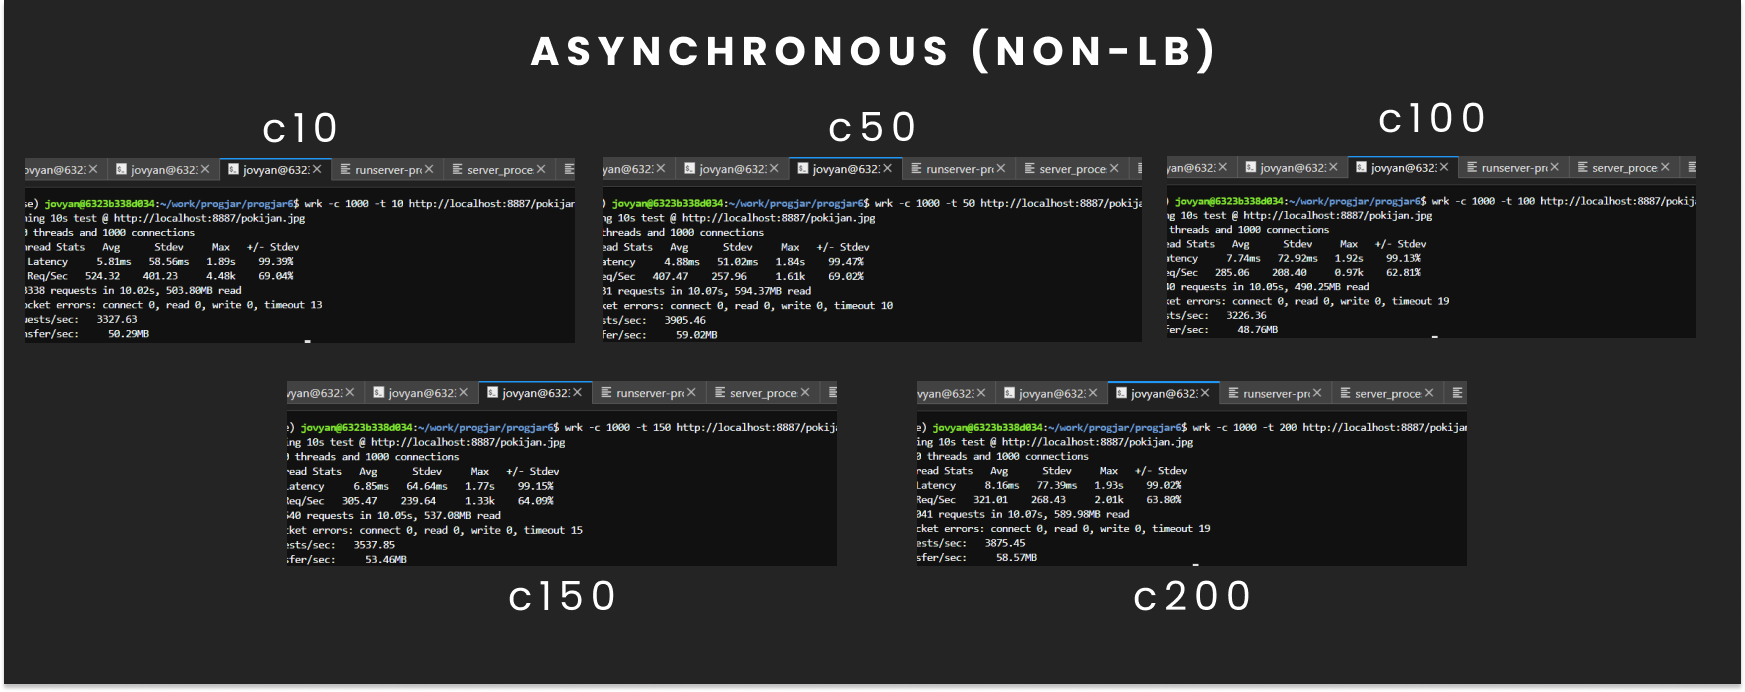 ASYNCHRONOUS (NON-LB)
c10
ovyan@6323 jovyan@632: jovyan@632: runserver-pr server_proce
se) jovyan@6323b338d034:~/work/progjar/progjar6$ wrk -c 1000 -t 10 http://localhost:8887/pokijan
ning 10s test @ http://localhost:8887/pokijan.jpg
threads and 1000 connections
read Stats Avg Stdev Max +/- Stdev
Latency 5.81ms 58.56ms 1.89s 99.39%
Req/Sec 524.32 401.23 4.48k 69.04%
3338 requests in 10.02s, 503.80MB read
ocket errors: connect 0, read 0, write 0, timeout 13
uests/sec: 3327.63
nsfer/sec: 50.29MB
c50
yan@632: jovyan@632: jovyan@632: runserver-pr server_proce
) jovyan@6323b338d034:~/work/progjar/progjar6$ wrk -c 1000 -t 50 http://localhost:8887/pokija
ng 10s test @ http://localhost:8887/pokijan.jpg
threads and 1000 connections
ead Stats Avg Stdev Max +/- Stdev
atency 4.88ms 51.02ms 1.84s 99.47%
eq/Sec 407.47 257.96 1.61k 69.02%
31 requests in 10.07s, 594.37MB read
ket errors: connect 0, read 0, write 0, timeout 10
sts/sec: 3905.46
fer/sec: 59.02MB
c100
yan@632: jovyan@632: jovyan@632: runserver-pr server_proce
) jovyan@6323b338d034:~/work/progjar/progjar6$ wrk -c 1000 -t 100 http://localhost:8887/pokij
ng 10s test @ http://localhost:8887/pokijan.jpg
threads and 1000 connections
ead Stats Avg Stdev Max +/- Stdev
atency 7.74ms 72.92ms 1.92s 99.13%
eq/Sec 285.06 208.40 0.97k 62.81%
40 requests in 10.05s, 490.25MB read
ket errors: connect 0, read 0, write 0, timeout 19
sts/sec: 3226.36
fer/sec: 48.76MB
vyan@632: jovyan@632: jovyan@632: runserver-pr server_proce
e) jovyan@6323b338d034:~/work/progjar/progjar6$ wrk -c 1000 -t 150 http://localhost:8887/pokij
ing 10s test @ http://localhost:8887/pokijan.jpg
0 threads and 1000 connections
read Stats Avg Stdev Max +/- Stdev
atency 6.85ms 64.64ms 1.77s 99.15%
Req/Sec 305.47 239.64 1.33k 64.09%
540 requests in 10.05s, 537.08MB read
cket errors: connect 0, read 0, write 0, timeout 15
ests/sec: 3537.85
sfer/sec: 53.46MB
c150
vyan@632: jovyan@632: jovyan@632: runserver-pr server_proce
e) jovyan@6323b338d034:~/work/progjar/progjar6$ wrk -c 1000 -t 200 http://localhost:8887/pokijan
ing 10s test @ http://localhost:8887/pokijan.jpg
0 threads and 1000 connections
read Stats Avg Stdev Max +/- Stdev
atency 8.16ms 77.39ms 1.93s 99.02%
Req/Sec 321.01 268.43 2.01k 63.80%
041 requests in 10.07s, 589.98MB read
cket errors: connect 0, read 0, write 0, timeout 19
ests/sec: 3875.45
sfer/sec: 58.57MB
c200